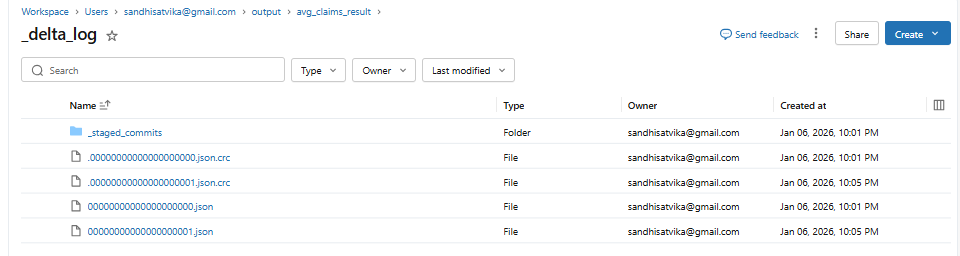 Workspace > Users > sandhisatvika@gmail.com > output > avg_claims_result >
_delta_log
Send feedback
Share
Create
Search
Type
Owner
Last modified
Name Type Owner Created at
_staged_commits Folder sandhisatvika@gmail.com Jan 06, 2026, 10:01 PM
.00000000000000000000.json.crc File sandhisatvika@gmail.com Jan 06, 2026, 10:01 PM
.00000000000000000001.json.crc File sandhisatvika@gmail.com Jan 06, 2026, 10:05 PM
00000000000000000000.json File sandhisatvika@gmail.com Jan 06, 2026, 10:01 PM
00000000000000000001.json File sandhisatvika@gmail.com Jan 06, 2026, 10:05 PM